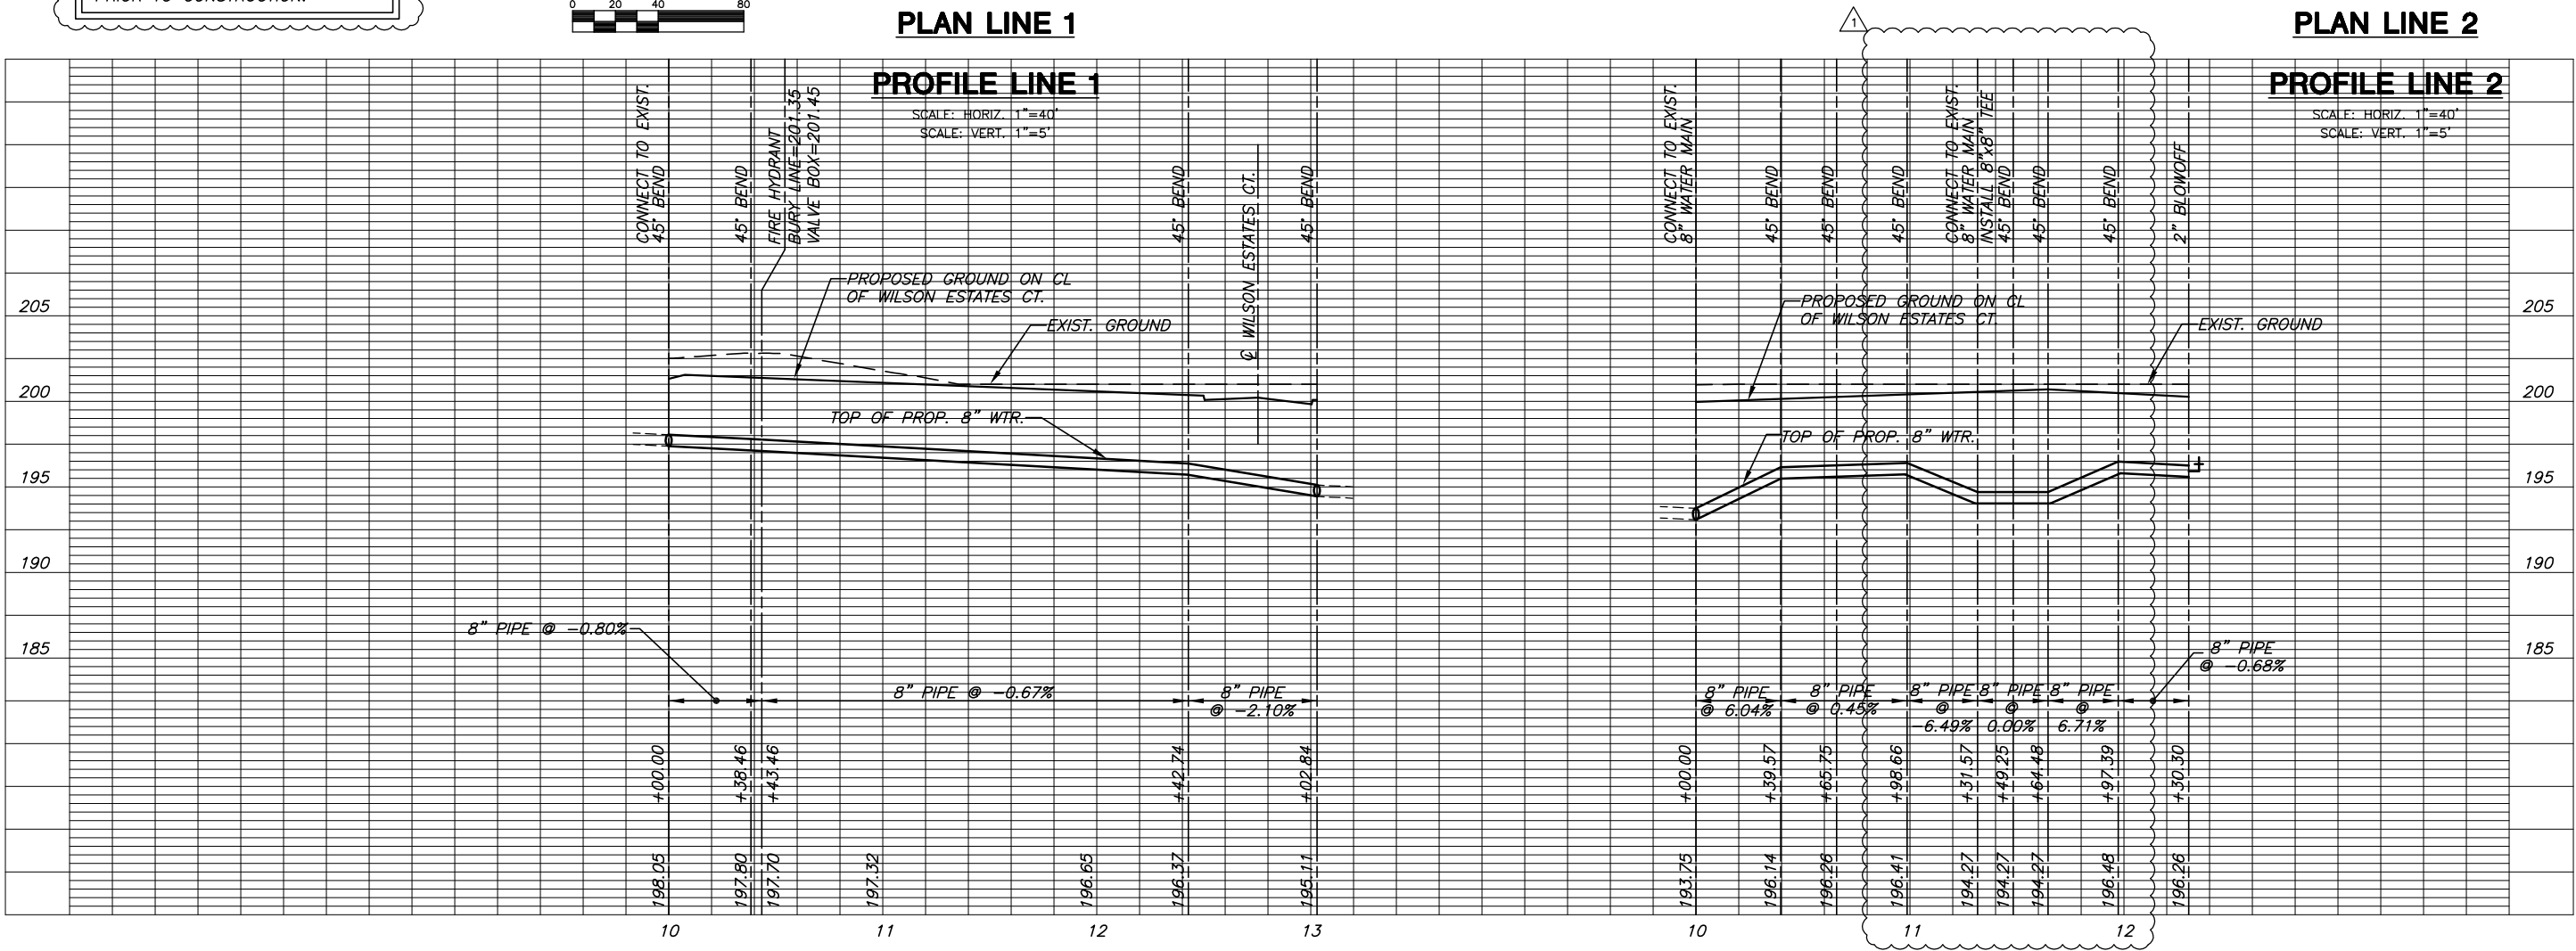 PRIOR TO CONSTRUCTION.
0 20 40 80
PLAN LINE 1
1
PLAN LINE 2
PROFILE LINE 1
SCALE: HORIZ. 1"=40'
SCALE: VERT. 1"=5'
PROFILE LINE 2
SCALE: HORIZ. 1"=40'
SCALE: VERT. 1"=5'
CONNECT TO EXIST.
45° BEND
45° BEND
FIRE HYDRANT
BURY LINE=201.35
VALVE BOX=201.45
45° BEND
℄ WILSON ESTATES CT.
45° BEND
CONNECT TO EXIST.
8" WATER MAIN
45° BEND
45° BEND
45° BEND
CONNECT TO EXIST.
8" WATER MAIN
INSTALL 8"x8" TEE
45° BEND
45° BEND
45° BEND
2" BLOWOFF
PROPOSED GROUND ON CL
OF WILSON ESTATES CT.
EXIST. GROUND
TOP OF PROP. 8" WTR.
PROPOSED GROUND ON CL
OF WILSON ESTATES CT.
EXIST. GROUND
TOP OF PROP. 8" WTR.
205
200
195
190
185
205
200
195
190
185
8" PIPE @ -0.80%
8" PIPE @ -0.67%
8" PIPE
@ -2.10%
8" PIPE
@ 6.04%
8" PIPE
@ 0.45%
8" PIPE
@
-6.49%
8" PIPE
@
0.00%
8" PIPE
@
6.71%
8" PIPE
@ -0.68%
+00.00
+38.46
+43.46
+42.74
+02.84
+00.00
+39.57
+65.75
+98.66
+31.57
+49.25
+64.48
+97.39
+30.30
198.05
197.80
197.70
197.32
196.65
196.37
195.11
193.75
196.14
196.26
196.41
194.27
194.27
194.27
196.48
196.26
10 11 12 13
10 11 12